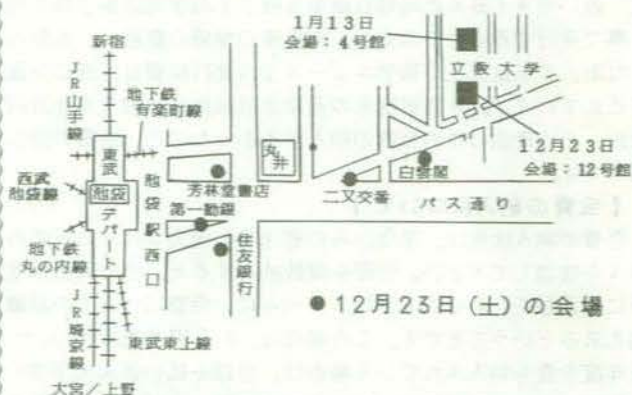 1月13日
会場：4号館
新宿
立教大学
JR山手線
地下鉄
有楽町線
12月23日
会場：12号館
東武
丸井
西武
池袋線
池袋
デパート
池袋駅西口
芳林堂書店
白雲閣
二又交番
バス通り
第一勧銀
地下鉄
丸の内線
住友銀行
●12月23日（土）の会場
JR埼京線
東武東上線
大宮/上野